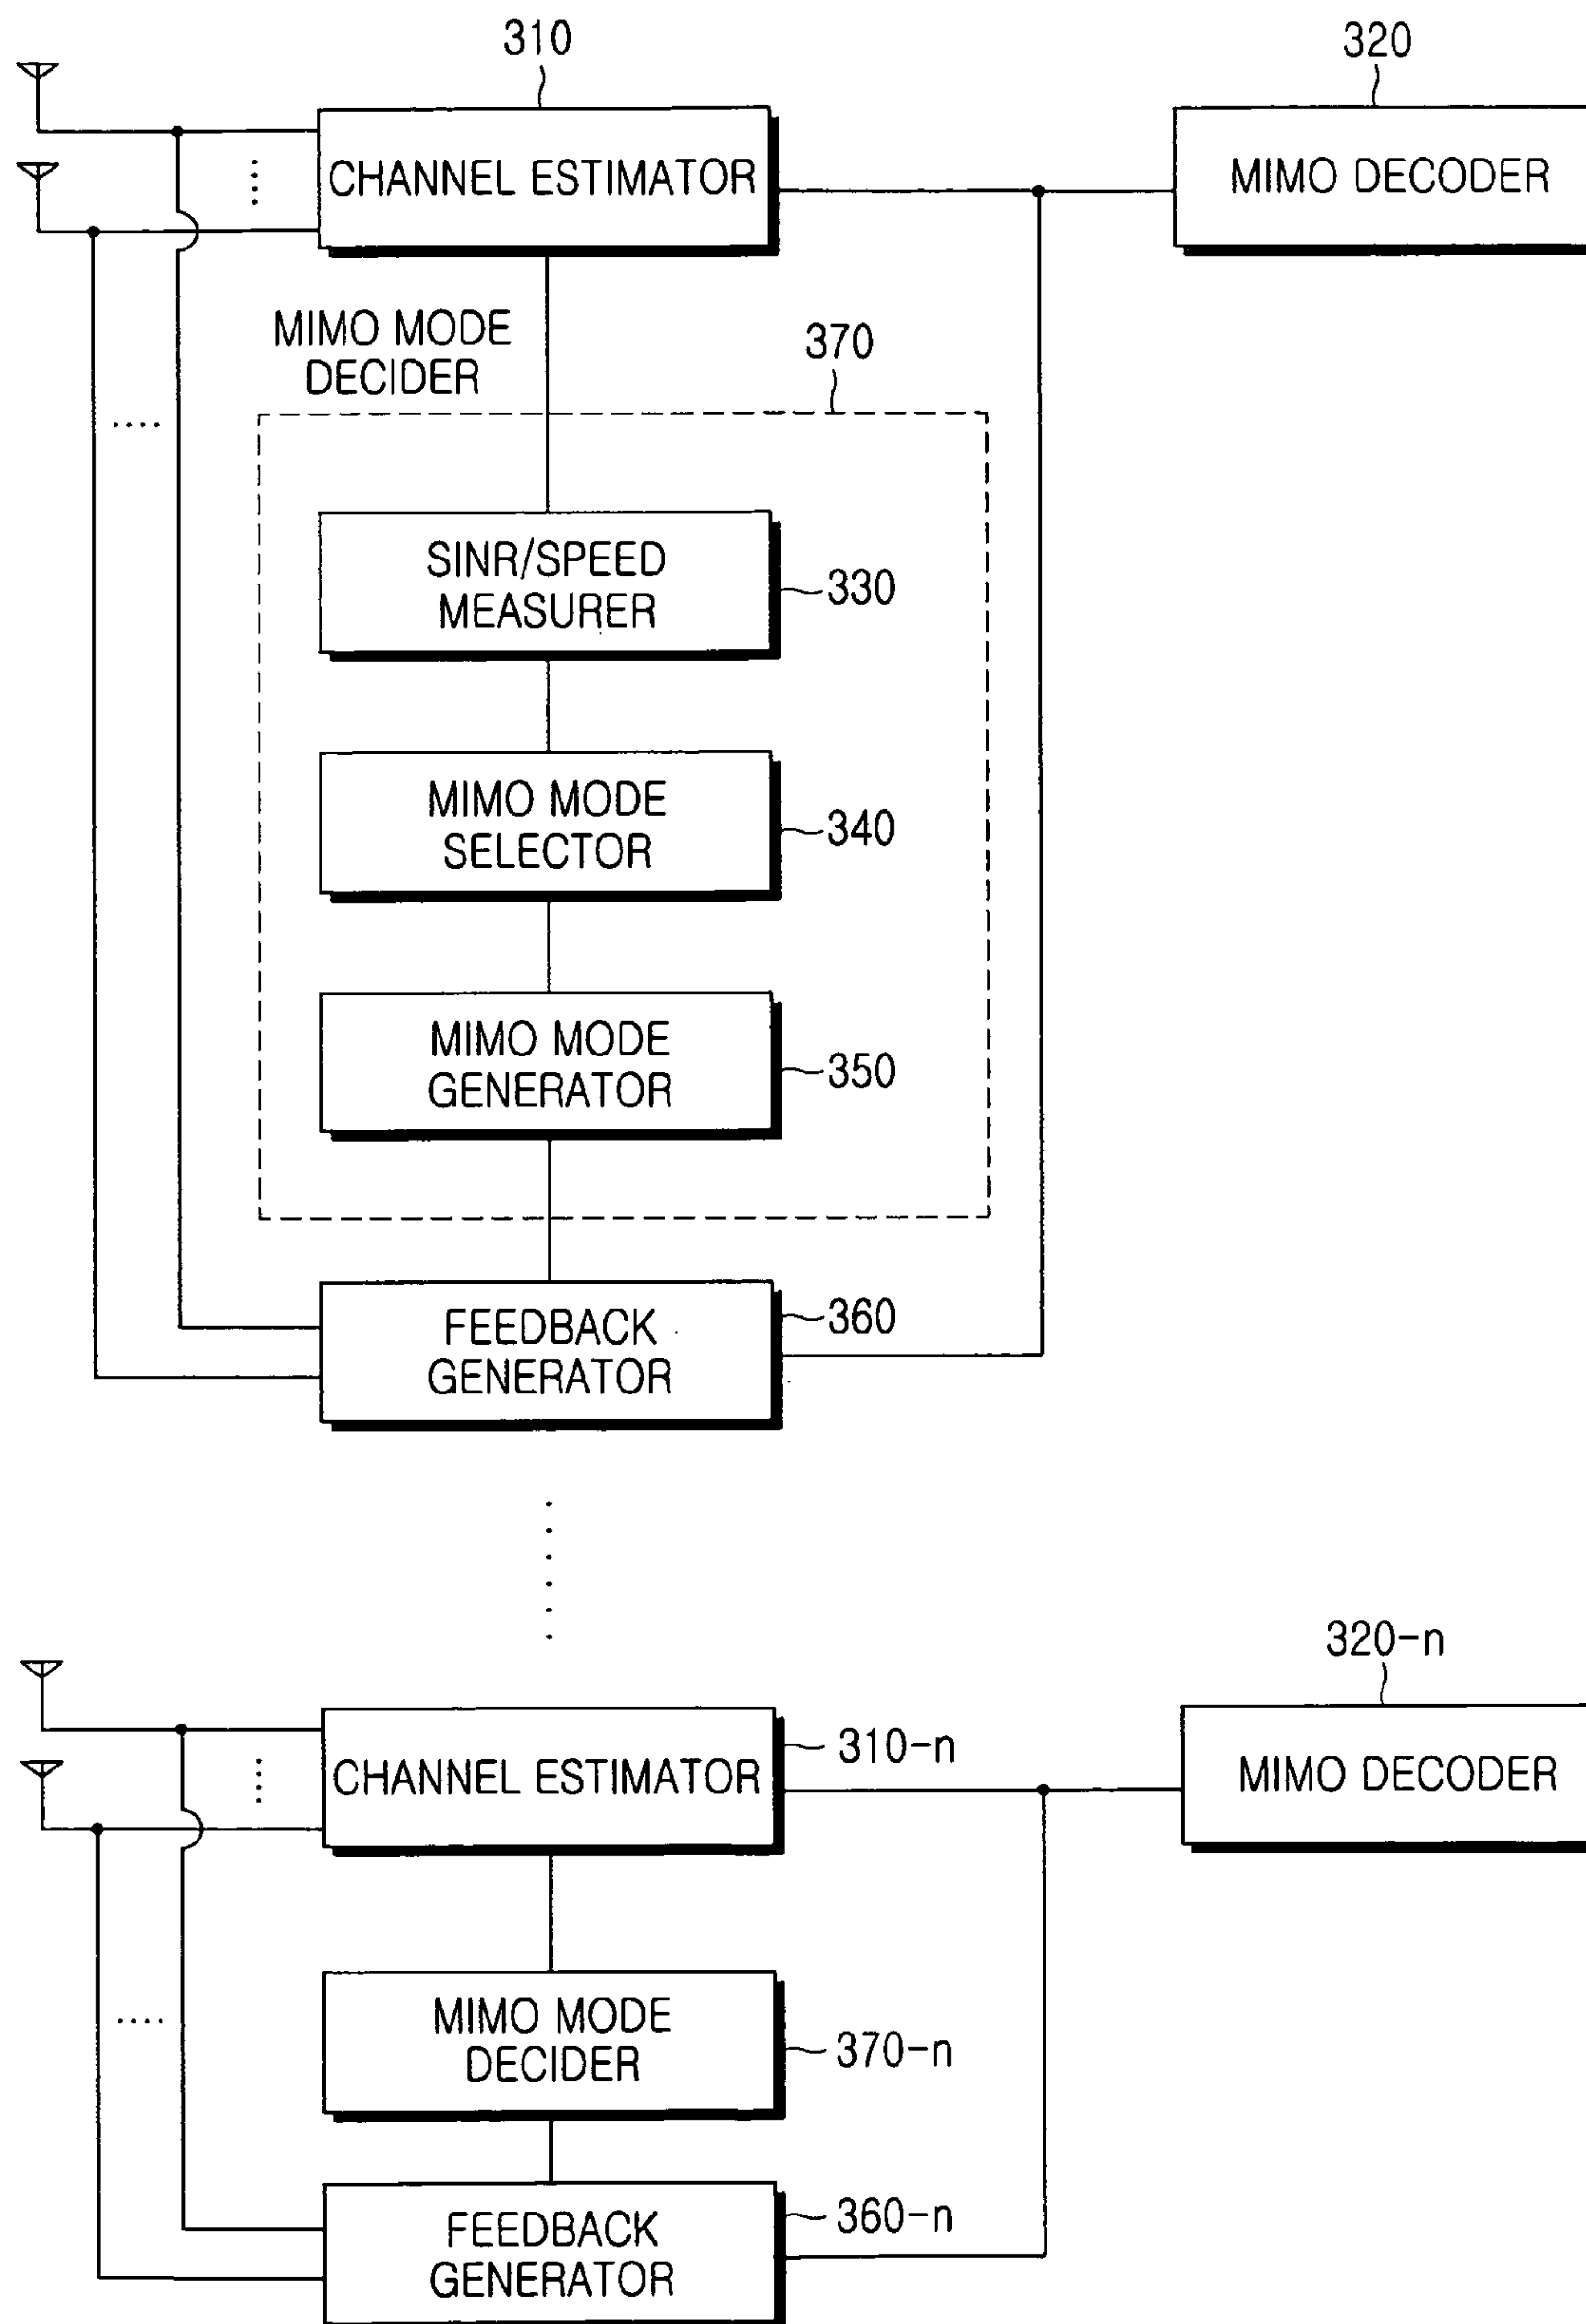 310
320
CHANNEL ESTIMATOR
MIMO DECODER
MIMO MODE
DECIDER
370
SINR/SPEED
MEASURER
330
MIMO MODE
SELECTOR
340
MIMO MODE
GENERATOR
350
FEEDBACK
GENERATOR
360
320-n
CHANNEL ESTIMATOR
310-n
MIMO DECODER
MIMO MODE
DECIDER
370-n
FEEDBACK
GENERATOR
360-n